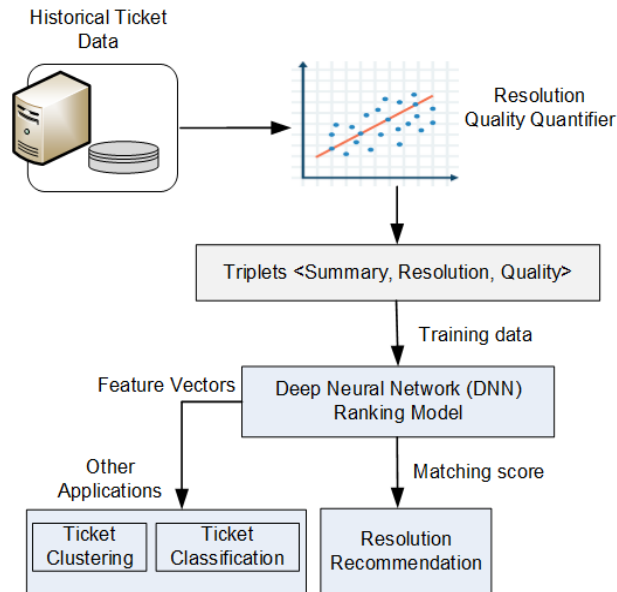 Historical Ticket
Data
Resolution
Quality Quantifier
Triplets <Summary, Resolution, Quality>
Training data
Feature Vectors
Deep Neural Network (DNN)
Ranking Model
Other
Applications
Matching score
Ticket
Clustering
Ticket
Classification
Resolution
Recommendation